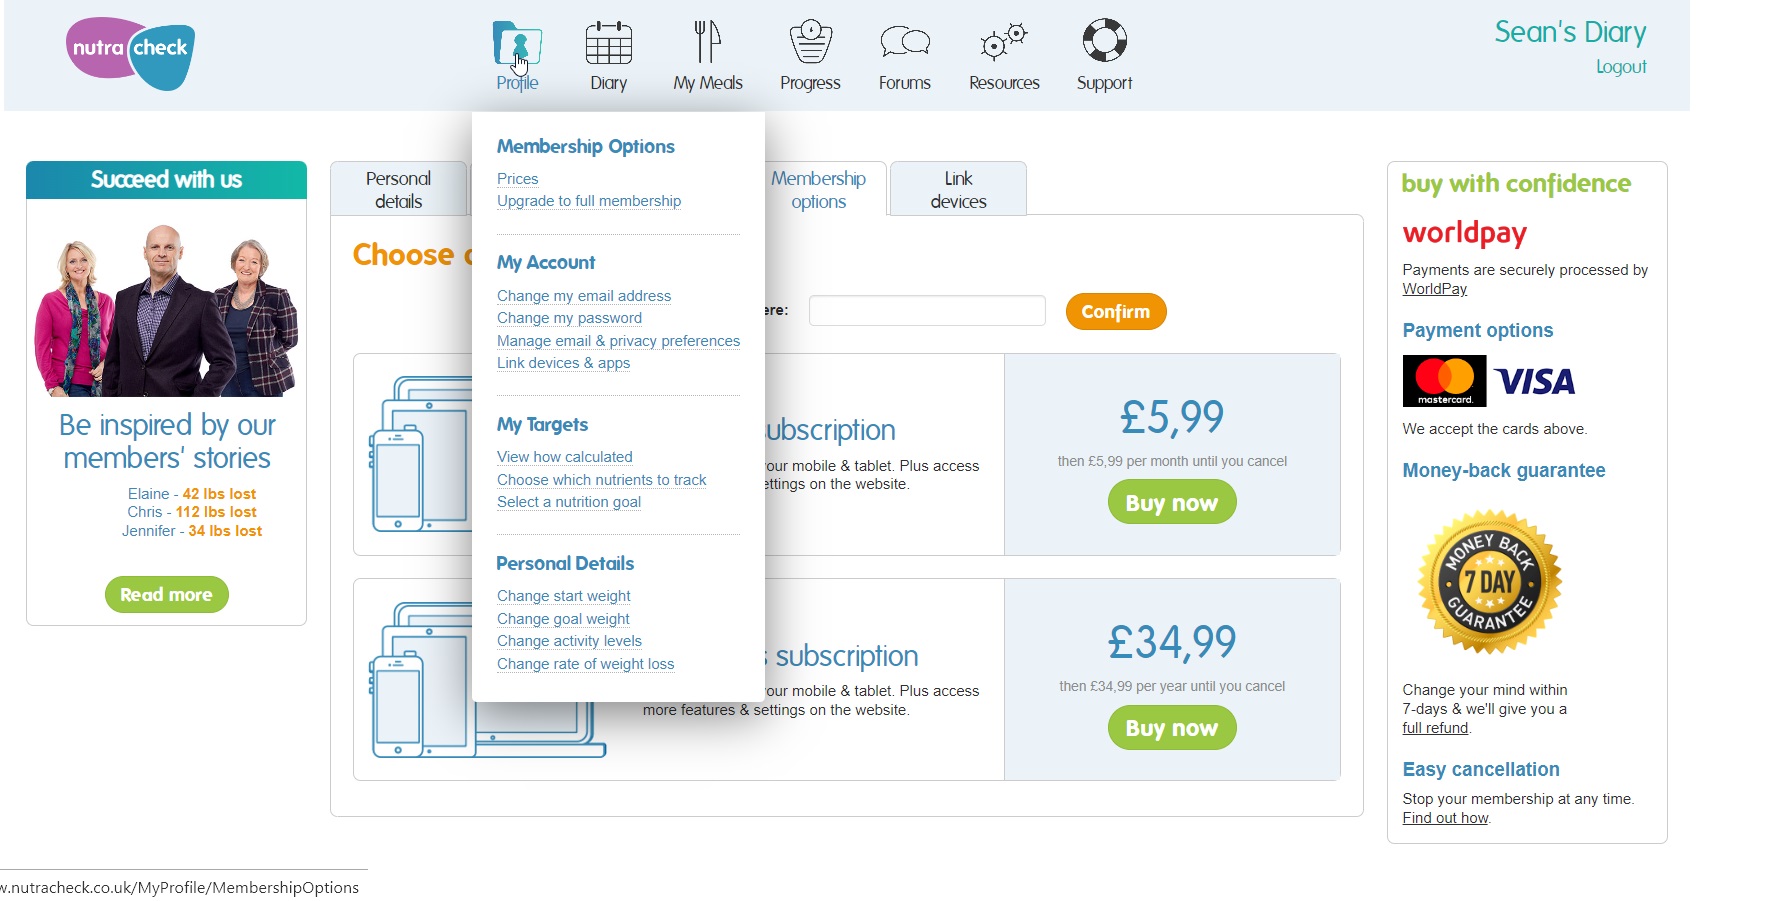 nutra check
Profile
Diary
My Meals
Progress
Forums
Resources
Support
Sean's Diary
Logout
Succeed with us
Be inspired by our
members' stories
Elaine - 42 lbs lost
Chris - 112 lbs lost
Jennifer - 34 lbs lost
Read more
Personal
details
Membership Options
Prices
Upgrade to full membership
My Account
Change my email address
Change my password
Manage email & privacy preferences
Link devices & apps
My Targets
View how calculated
Choose which nutrients to track
Select a nutrition goal
Personal Details
Change start weight
Change goal weight
Change activity levels
Change rate of weight loss
Membership
options
Link
devices
Choose
ere:
Confirm
ubscription
our mobile & tablet. Plus access
ettings on the website.
£5,99
then £5,99 per month until you cancel
Buy now
s subscription
our mobile & tablet. Plus access
more features & settings on the website.
£34,99
then £34,99 per year until you cancel
Buy now
buy with confidence
worldpay
Payments are securely processed by
WorldPay
Payment options
mastercard.
VISA
We accept the cards above.
Money-back guarantee
MONEY BACK
7 DAY
GUARANTEE
Change your mind within
7-days & we'll give you a
full refund.
Easy cancellation
Stop your membership at any time.
Find out how.
w.nutracheck.co.uk/MyProfile/MembershipOptions